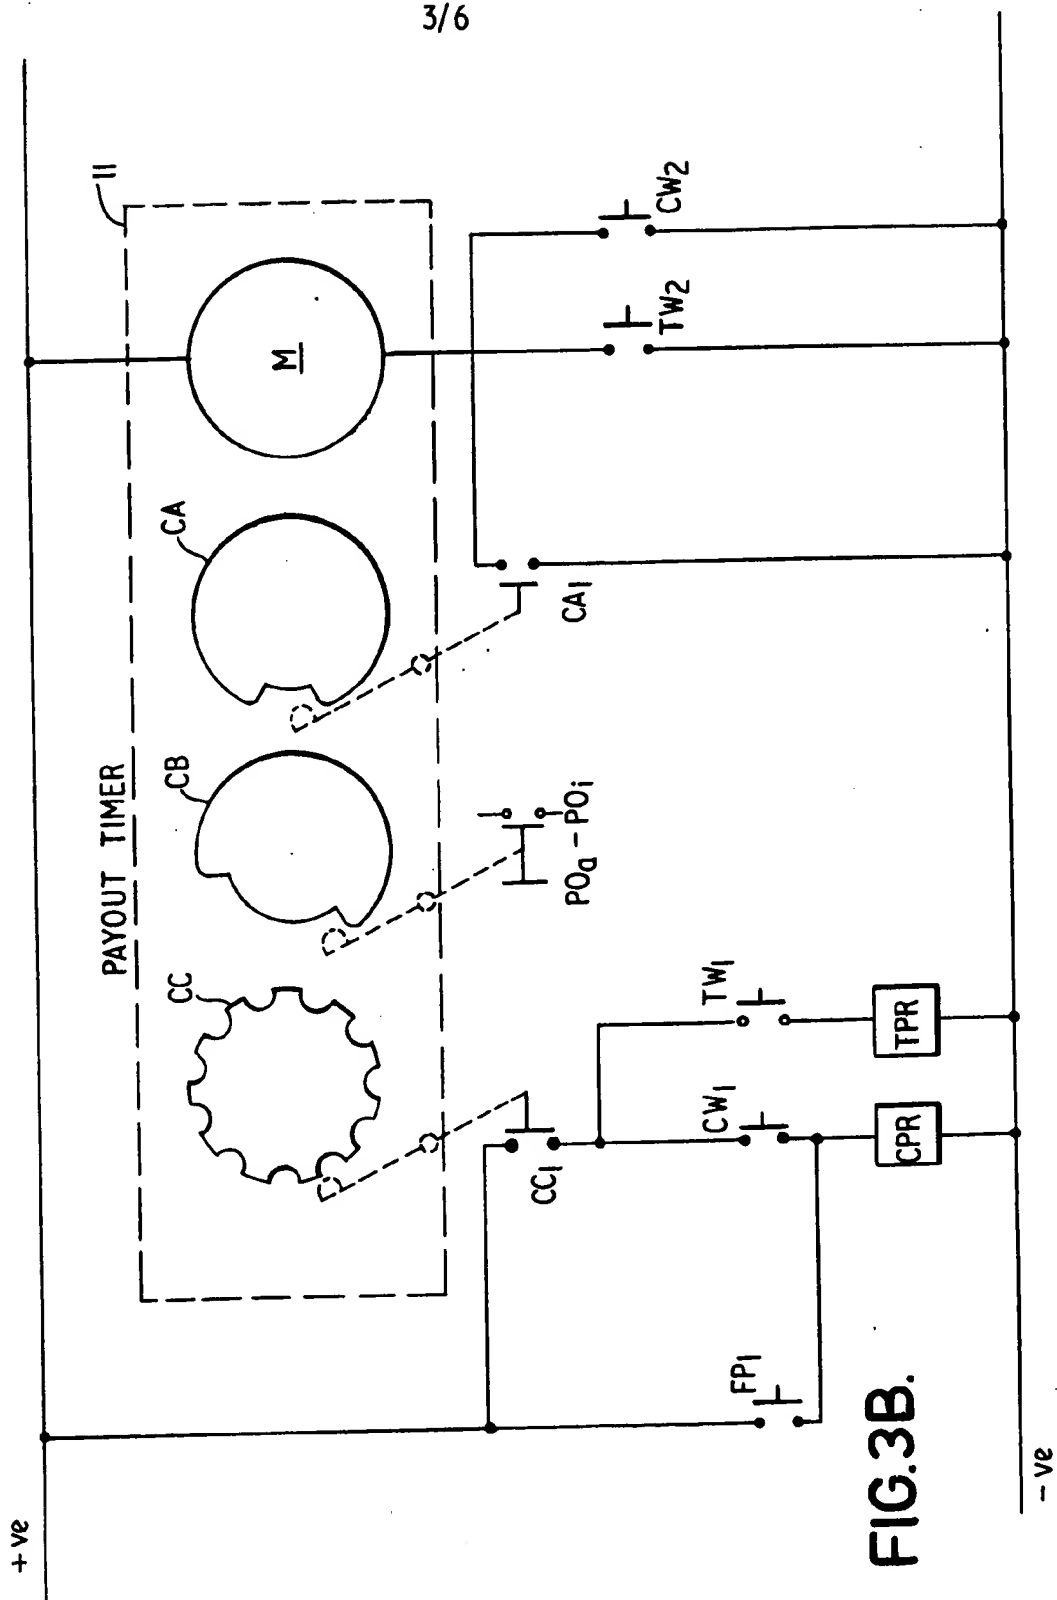 3/6
+ve
PAYOUT TIMER
11
CC
CB
CA
M
CC1
POa - POi
CA1
TW2
CW2
FP1
CW1
TW1
CPR
TPR
-ve
FIG.3B.